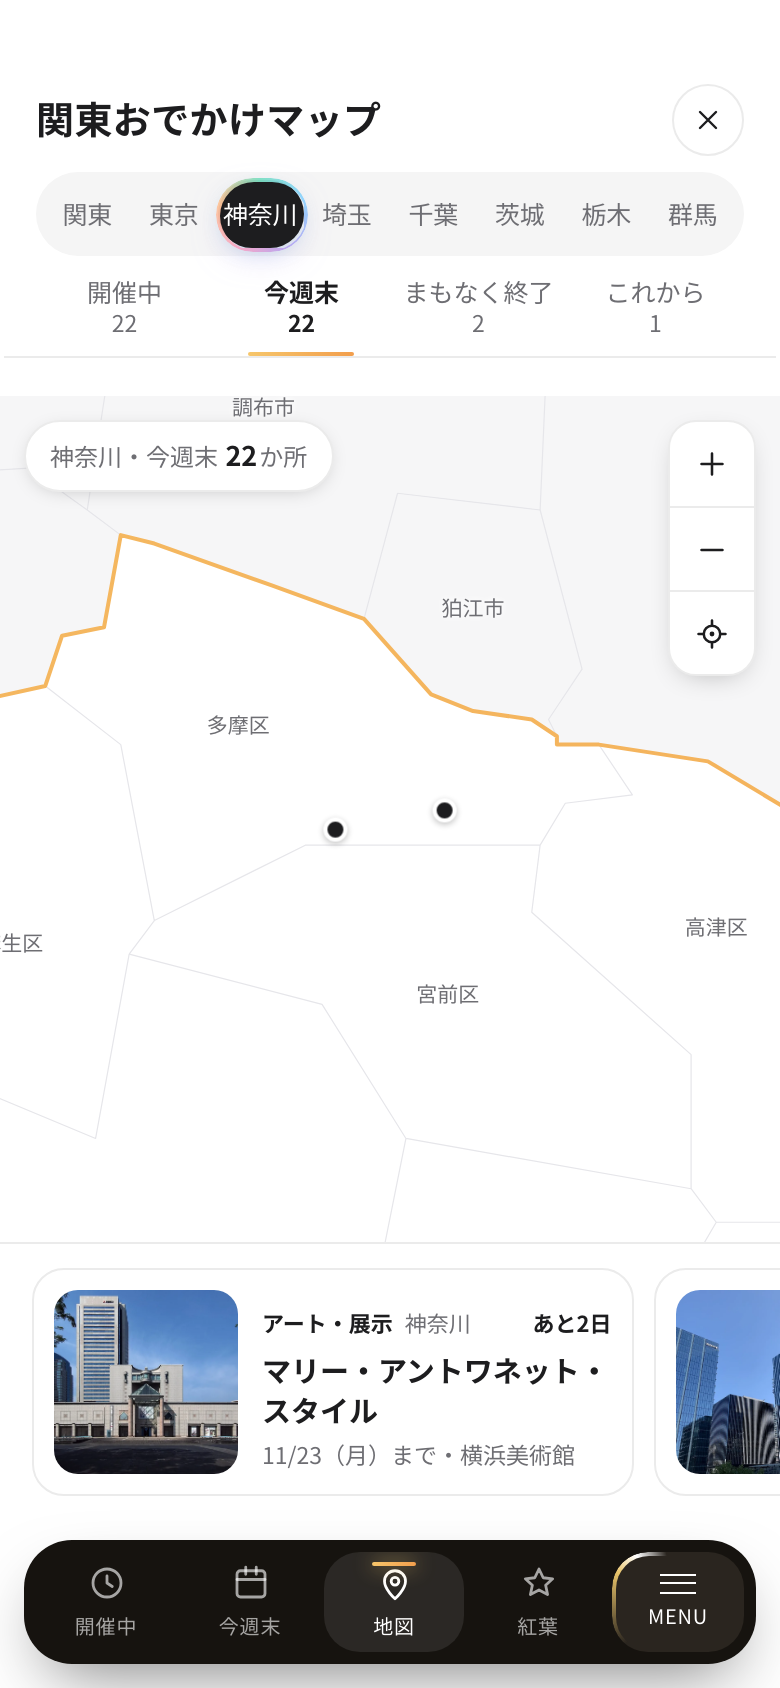 関東おでかけマップ
関東 東京 神奈川 埼玉 千葉 茨城 栃木 群馬
開催中 今週末 まもなく終了 これから
22 22 2 1
調布市
神奈川・今週末 22か所
狛江市
多摩区
高津区
生区
宮前区
アート・展示 神奈川 あと2日
マリー・アントワネット・
スタイル
11/23（月）まで・横浜美術館
開催中 今週末 地図 紅葉 MENU